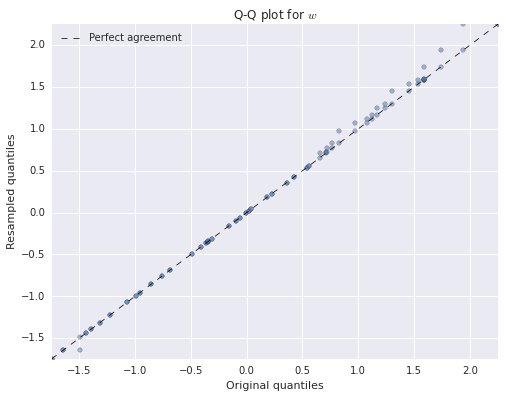 Q-Q plot for w
Perfect agreement
2.0
1.5
1.0
0.5
0.0
−0.5
−1.0
−1.5
Resampled quantiles
−1.5 −1.0 −0.5 0.0 0.5 1.0 1.5 2.0
Original quantiles